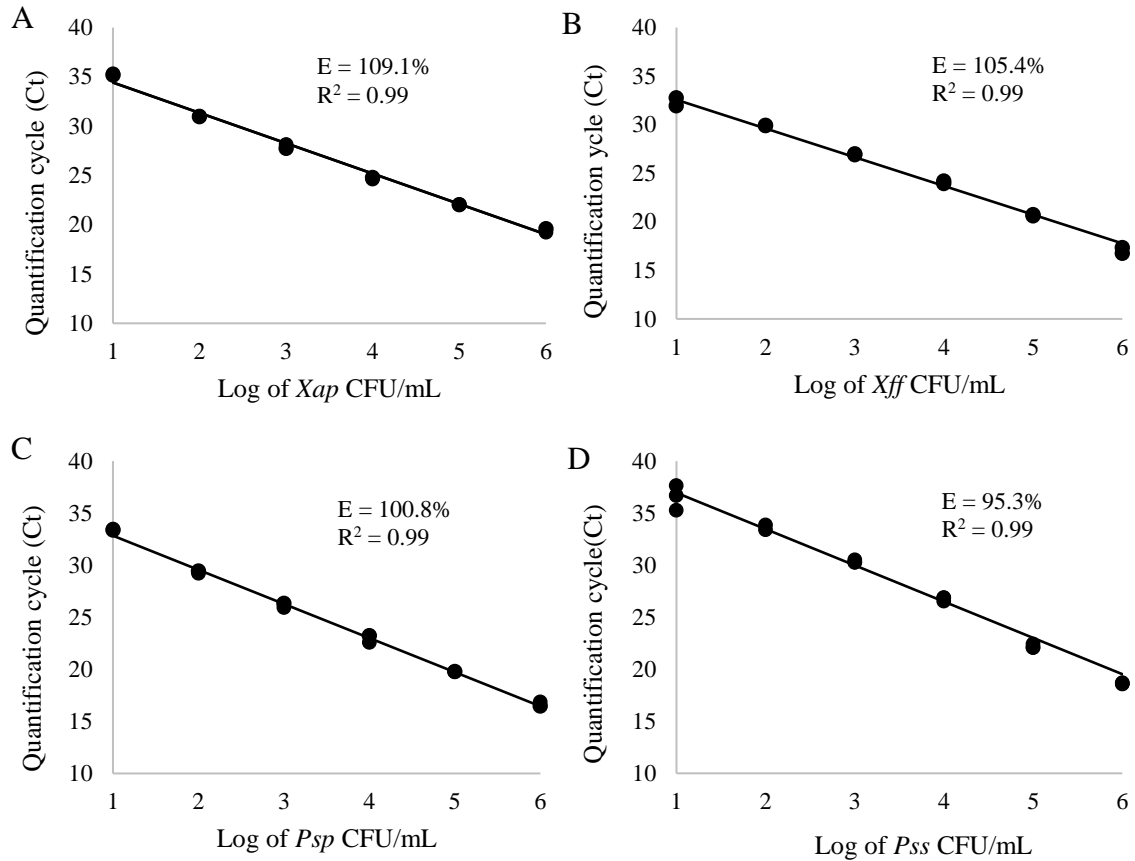 A
40
35
30
25
20
15
10
Quantification cycle (Ct)
E = 109.1%
R² = 0.99
1 2 3 4 5 6
Log of Xap CFU/mL
B
40
35
30
25
20
15
10
Quantification ycle (Ct)
E = 105.4%
R² = 0.99
1 2 3 4 5 6
Log of Xff CFU/mL
C
40
35
30
25
20
15
10
Quantification cycle (Ct)
E = 100.8%
R² = 0.99
1 2 3 4 5 6
Log of Psp CFU/mL
D
40
35
30
25
20
15
10
Quantification cycle(Ct)
E = 95.3%
R² = 0.99
1 2 3 4 5 6
Log of Pss CFU/mL